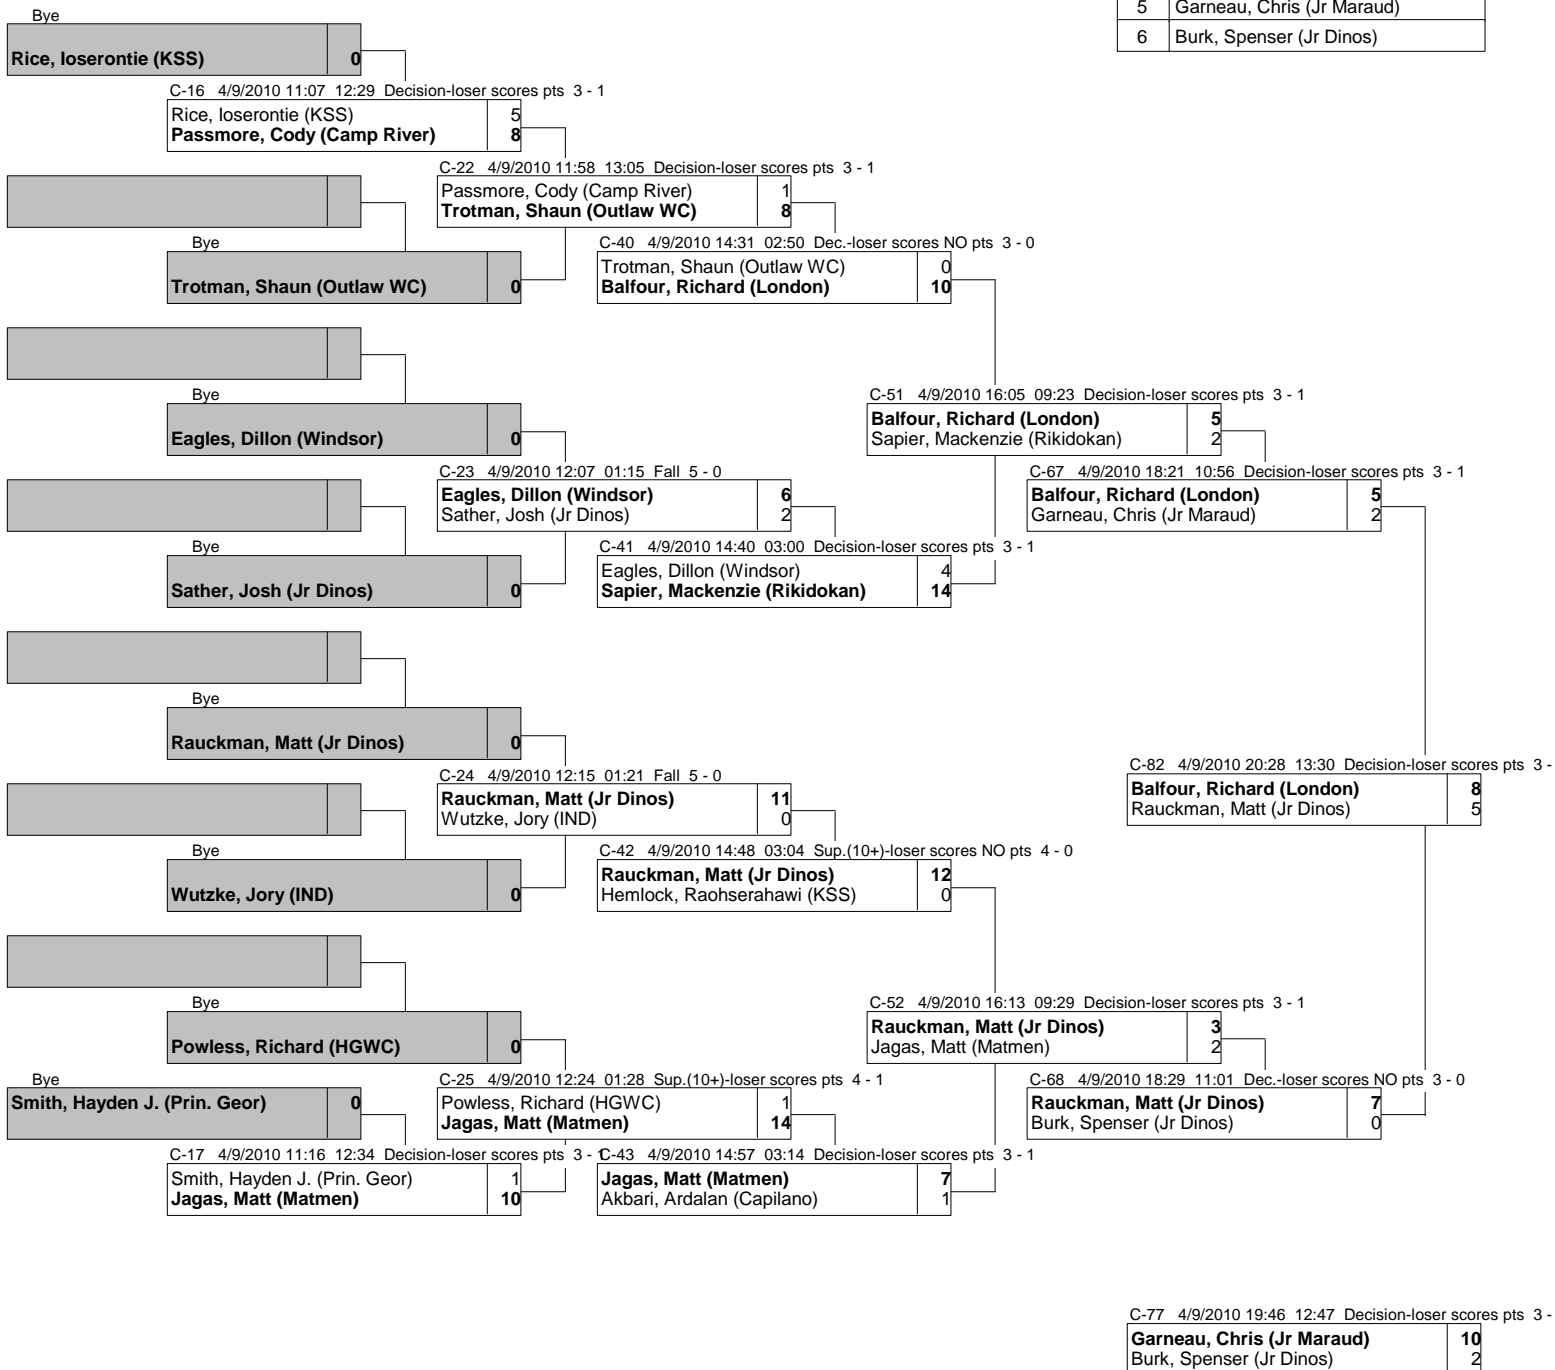 5 Garneau, Chris (Jr Maraud)
6 Burk, Spenser (Jr Dinos)
Bye
Rice, Ioserontie (KSS) 0
C-16 4/9/2010 11:07 12:29 Decision-loser scores pts 3 - 1
Rice, Ioserontie (KSS) 5
Passmore, Cody (Camp River) 8
C-22 4/9/2010 11:58 13:05 Decision-loser scores pts 3 - 1
Passmore, Cody (Camp River) 1
Trotman, Shaun (Outlaw WC) 8
Bye
Trotman, Shaun (Outlaw WC) 0
C-40 4/9/2010 14:31 02:50 Dec.-loser scores NO pts 3 - 0
Trotman, Shaun (Outlaw WC) 0
Balfour, Richard (London) 10
Bye
Eagles, Dillon (Windsor) 0
C-51 4/9/2010 16:05 09:23 Decision-loser scores pts 3 - 1
Balfour, Richard (London) 5
Sapier, Mackenzie (Rikidokan) 2
C-23 4/9/2010 12:07 01:15 Fall 5 - 0
Eagles, Dillon (Windsor) 6
Sather, Josh (Jr Dinos) 2
C-67 4/9/2010 18:21 10:56 Decision-loser scores pts 3 - 1
Balfour, Richard (London) 5
Garneau, Chris (Jr Maraud) 2
Bye
Sather, Josh (Jr Dinos) 0
C-41 4/9/2010 14:40 03:00 Decision-loser scores pts 3 - 1
Eagles, Dillon (Windsor) 4
Sapier, Mackenzie (Rikidokan) 14
Bye
Rauckman, Matt (Jr Dinos) 0
C-24 4/9/2010 12:15 01:21 Fall 5 - 0
Rauckman, Matt (Jr Dinos) 11
Wutzke, Jory (IND) 0
C-82 4/9/2010 20:28 13:30 Decision-loser scores pts 3 -
Balfour, Richard (London) 8
Rauckman, Matt (Jr Dinos) 5
Bye
Wutzke, Jory (IND) 0
C-42 4/9/2010 14:48 03:04 Sup.(10+)-loser scores NO pts 4 - 0
Rauckman, Matt (Jr Dinos) 12
Hemlock, Raohserahawi (KSS) 0
Bye
Powless, Richard (HGWC) 0
C-52 4/9/2010 16:13 09:29 Decision-loser scores pts 3 - 1
Rauckman, Matt (Jr Dinos) 3
Jagas, Matt (Matmen) 2
Bye
Smith, Hayden J. (Prin. Geor) 0
C-25 4/9/2010 12:24 01:28 Sup.(10+)-loser scores pts 4 - 1
Powless, Richard (HGWC) 1
Jagas, Matt (Matmen) 14
C-68 4/9/2010 18:29 11:01 Dec.-loser scores NO pts 3 - 0
Rauckman, Matt (Jr Dinos) 7
Burk, Spenser (Jr Dinos) 0
C-17 4/9/2010 11:16 12:34 Decision-loser scores pts 3 -
Smith, Hayden J. (Prin. Geor) 1
Jagas, Matt (Matmen) 10
C-43 4/9/2010 14:57 03:14 Decision-loser scores pts 3 - 1
Jagas, Matt (Matmen) 7
Akbari, Ardalan (Capilano) 1
C-77 4/9/2010 19:46 12:47 Decision-loser scores pts 3 -
Garneau, Chris (Jr Maraud) 10
Burk, Spenser (Jr Dinos) 2